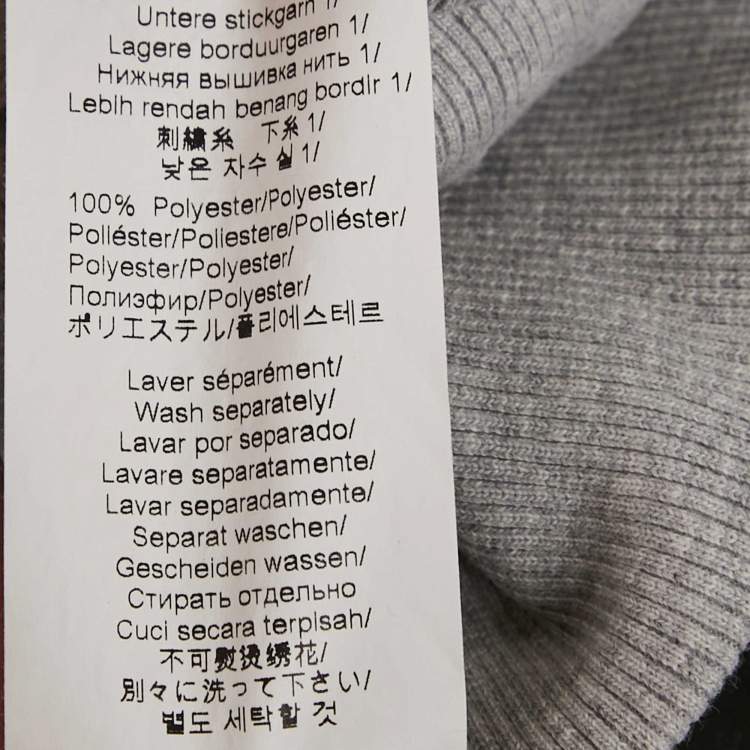 Untere stickgarn 1/
Lagere borduurgaren 1/
Нижняя вышивка нить 1/
Lebih rendah benang bordir 1/
刺繍糸 下糸 1/
낮은 자수 실 1/
100% Polyester/Polyester/
Poliéster/Poliestere/Poliéster/
Polyester/Polyester/
Полиэфир/Polyester/
ポリエステル/폴리에스테르
Laver séparément/
Wash separately/
Lavar por separado/
Lavare separatamente/
Lavar separadamente/
Separat waschen/
Gescheiden wassen/
Стирать отдельно
Cuci secara terpisah/
不可熨烫绣花/
別々に洗って下さい/
별도 세탁할 것